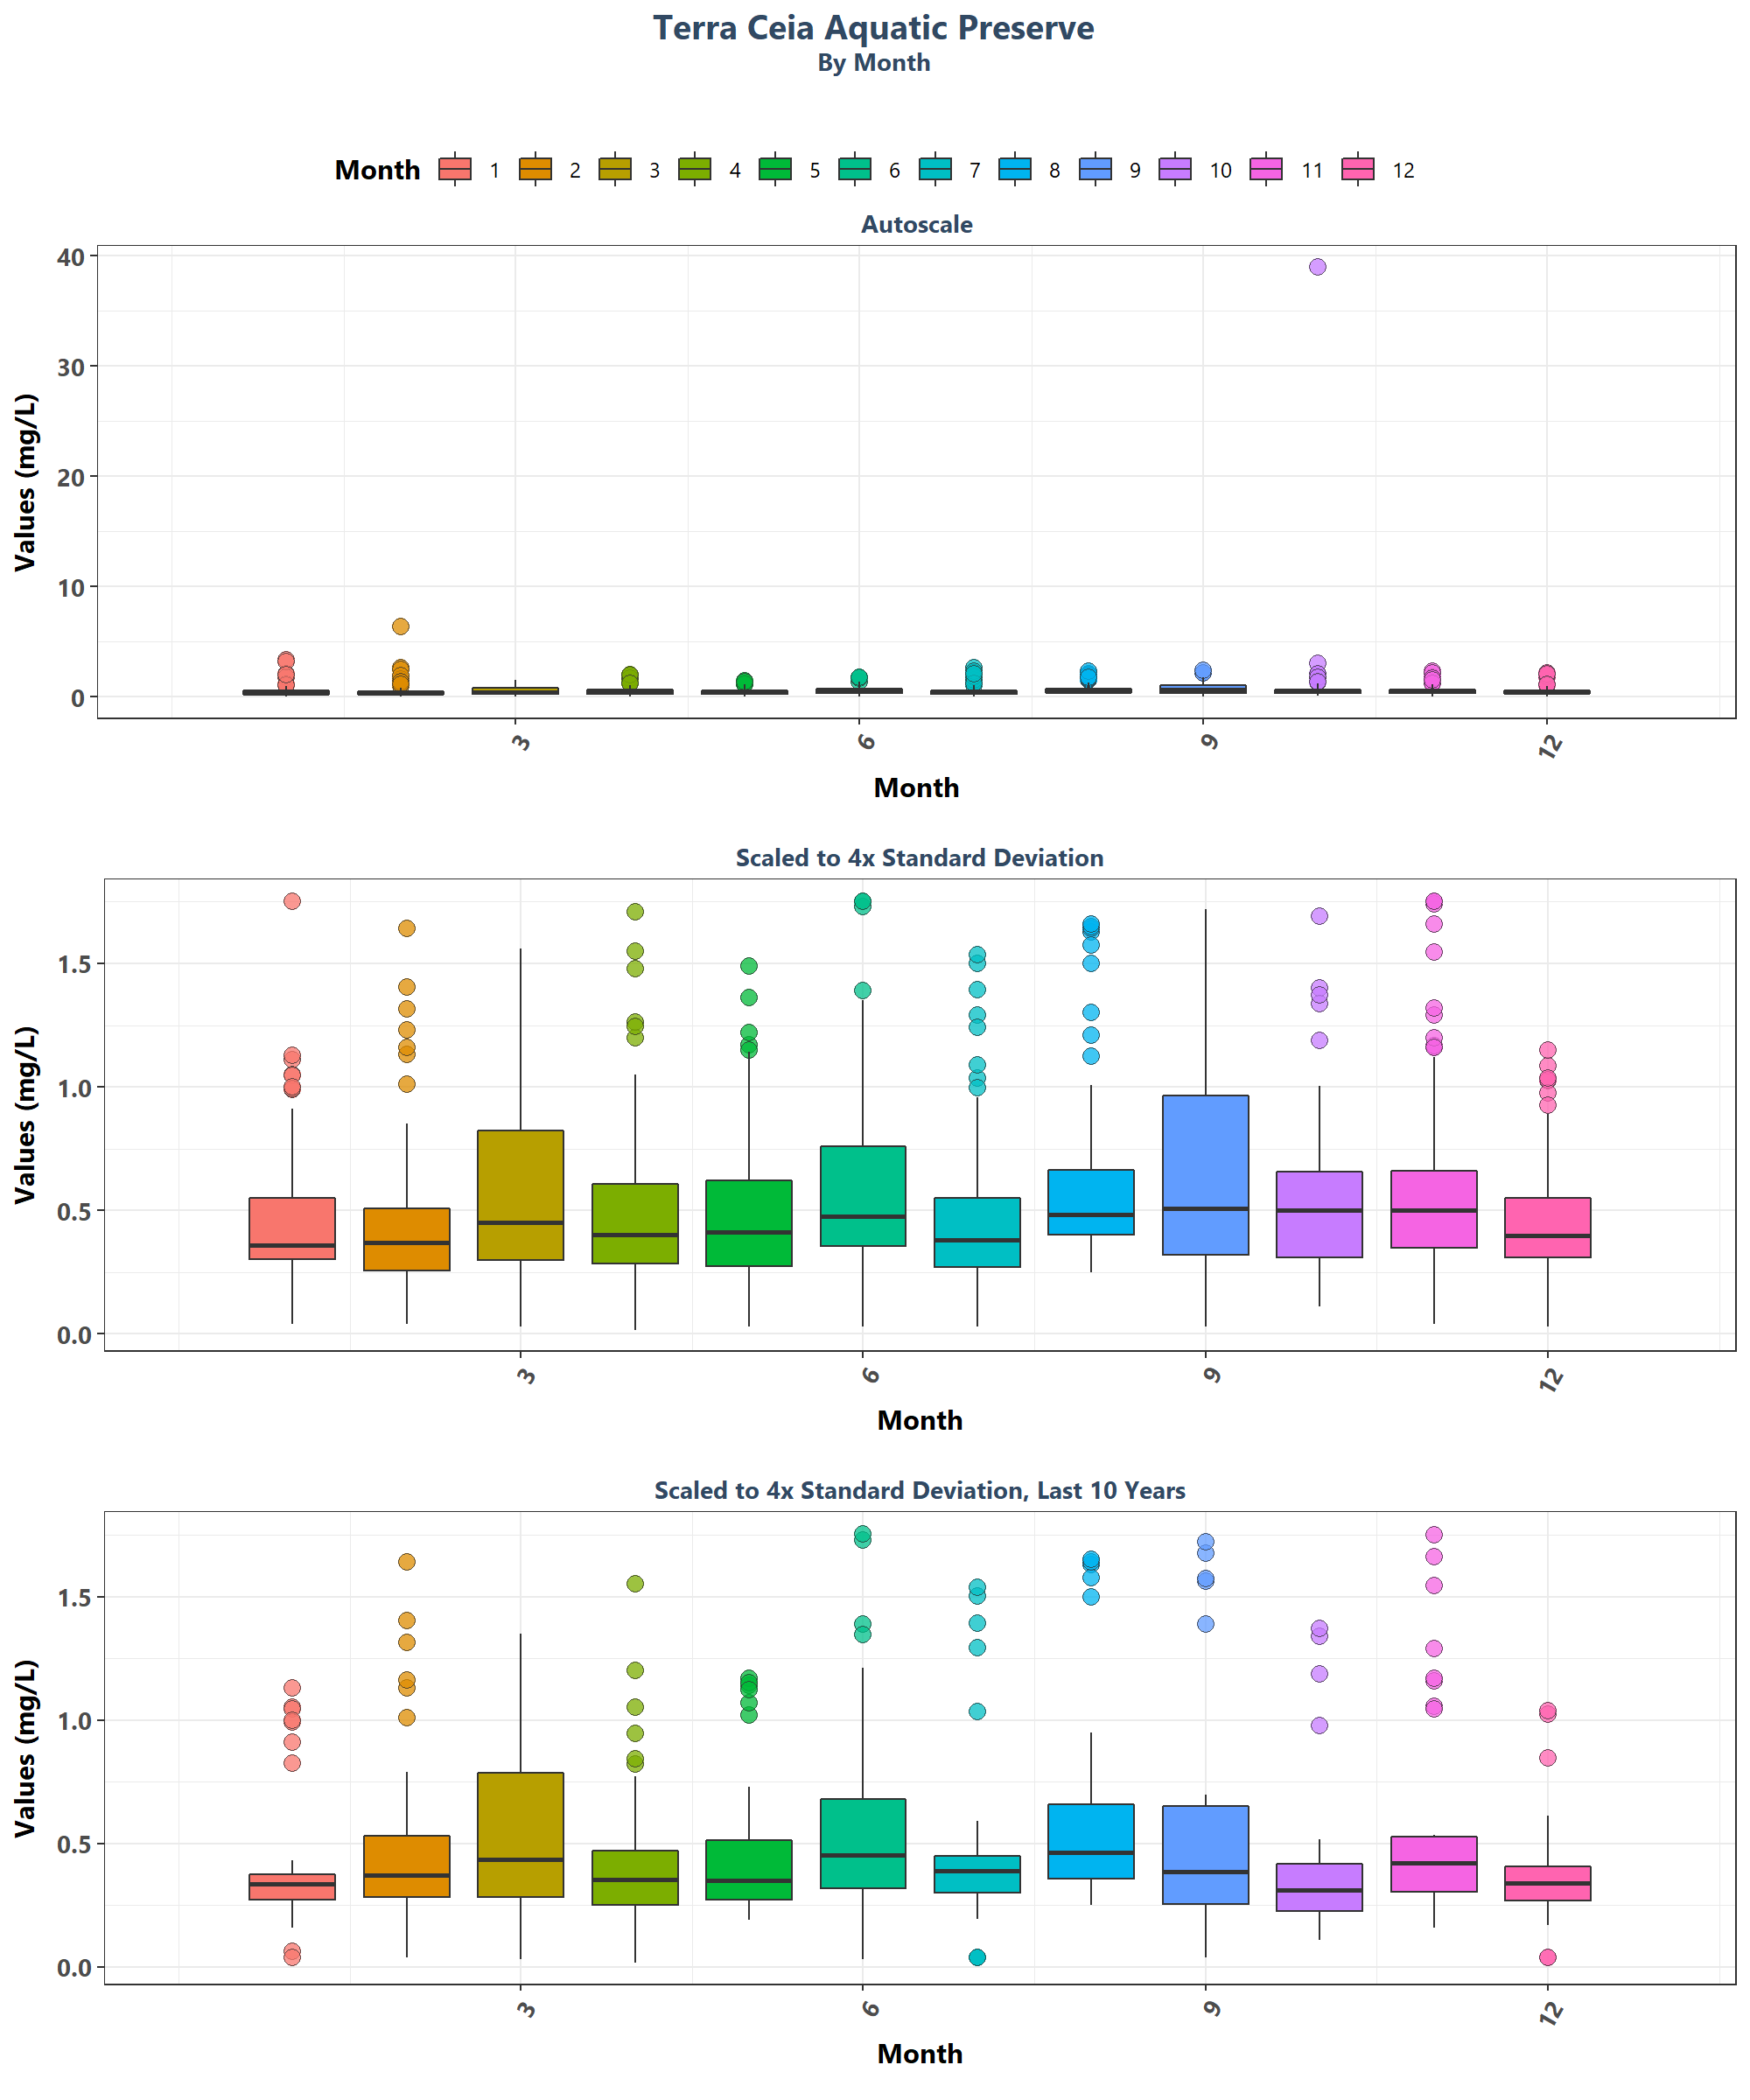 Terra Ceia Aquatic Preserve
By Month
Month 1 2 3 4 5 6 7 8 9 10 11 12
Autoscale
Values (mg/L)
40
30
20
10
0
3 6 9 12
Month
Scaled to 4x Standard Deviation
Values (mg/L)
1.5
1.0
0.5
0.0
3 6 9 12
Month
Scaled to 4x Standard Deviation, Last 10 Years
Values (mg/L)
1.5
1.0
0.5
0.0
3 6 9 12
Month